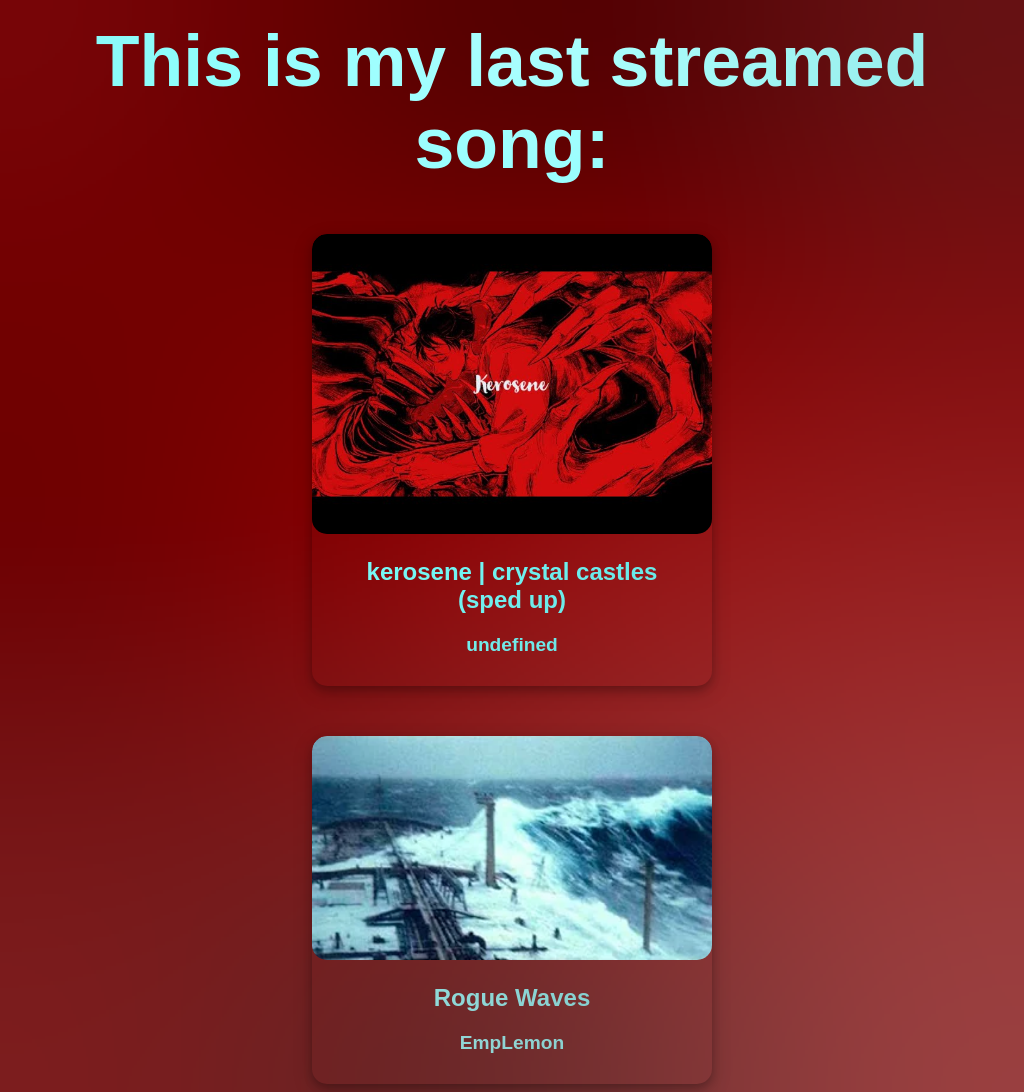 This is my last streamed
song:
Kerosene
kerosene | crystal castles
(sped up)
undefined
Rogue Waves
EmpLemon